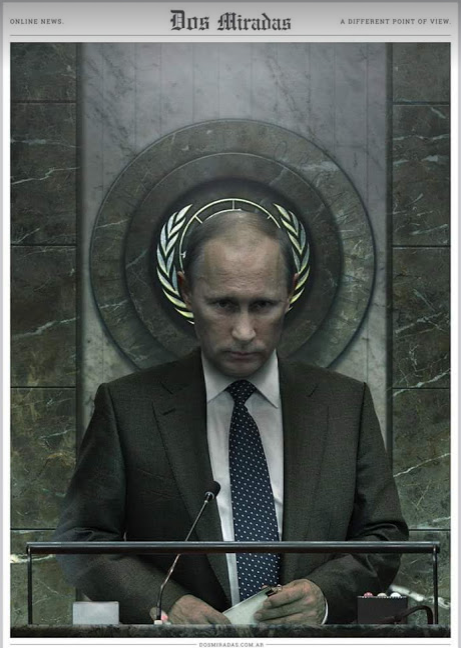 ONLINE NEWS.
Dos Miradas
A DIFFERENT POINT OF VIEW.
DOSMIRADAS.COM.AR